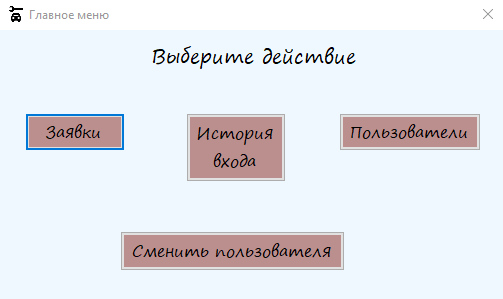 Главное меню
Выберите действие
Заявки
История
входа
Пользователи
Сменить пользователя